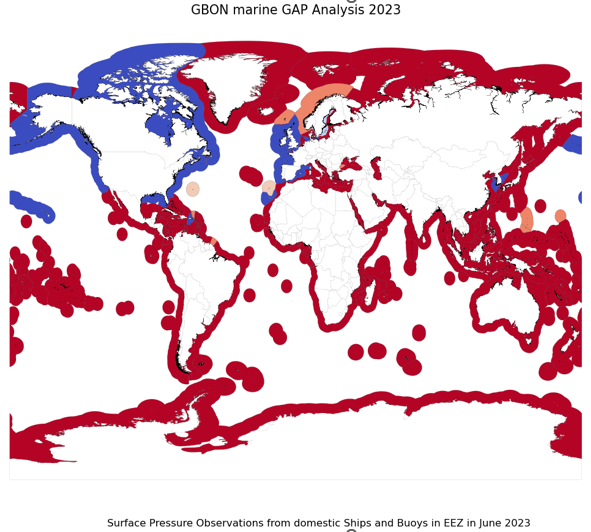 GBON marine GAP Analysis 2023
Surface Pressure Observations from domestic Ships and Buoys in EEZ in June 2023